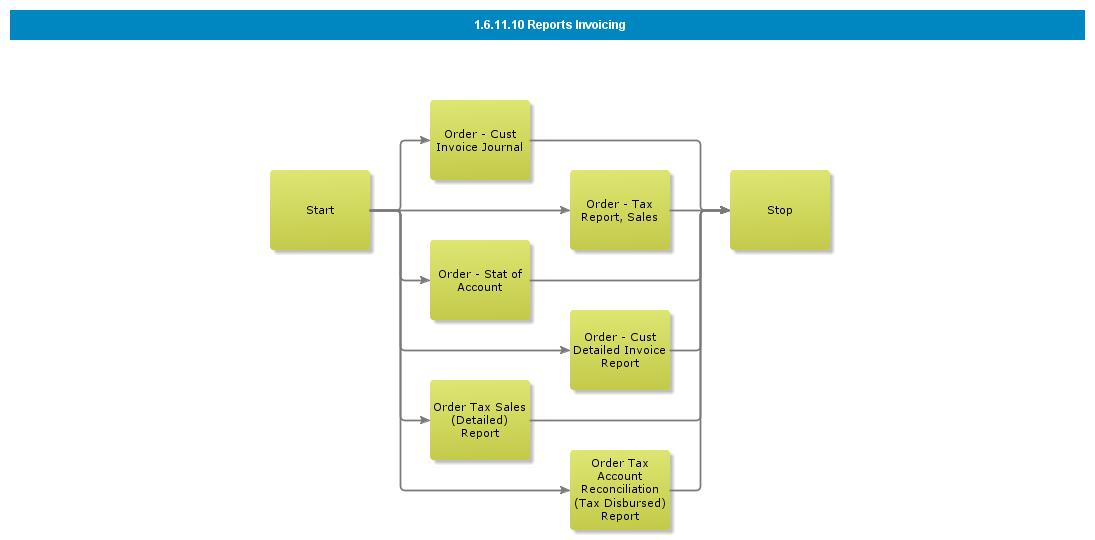 1.6.11.10 Reports Invoicing
Order - Cust
Invoice Journal
Start
Order - Tax
Report, Sales
Stop
Order - Stat of
Account
Order - Cust
Detailed Invoice
Report
Order Tax Sales
(Detailed)
Report
Order Tax
Account
Reconciliation
(Tax Disbursed)
Report